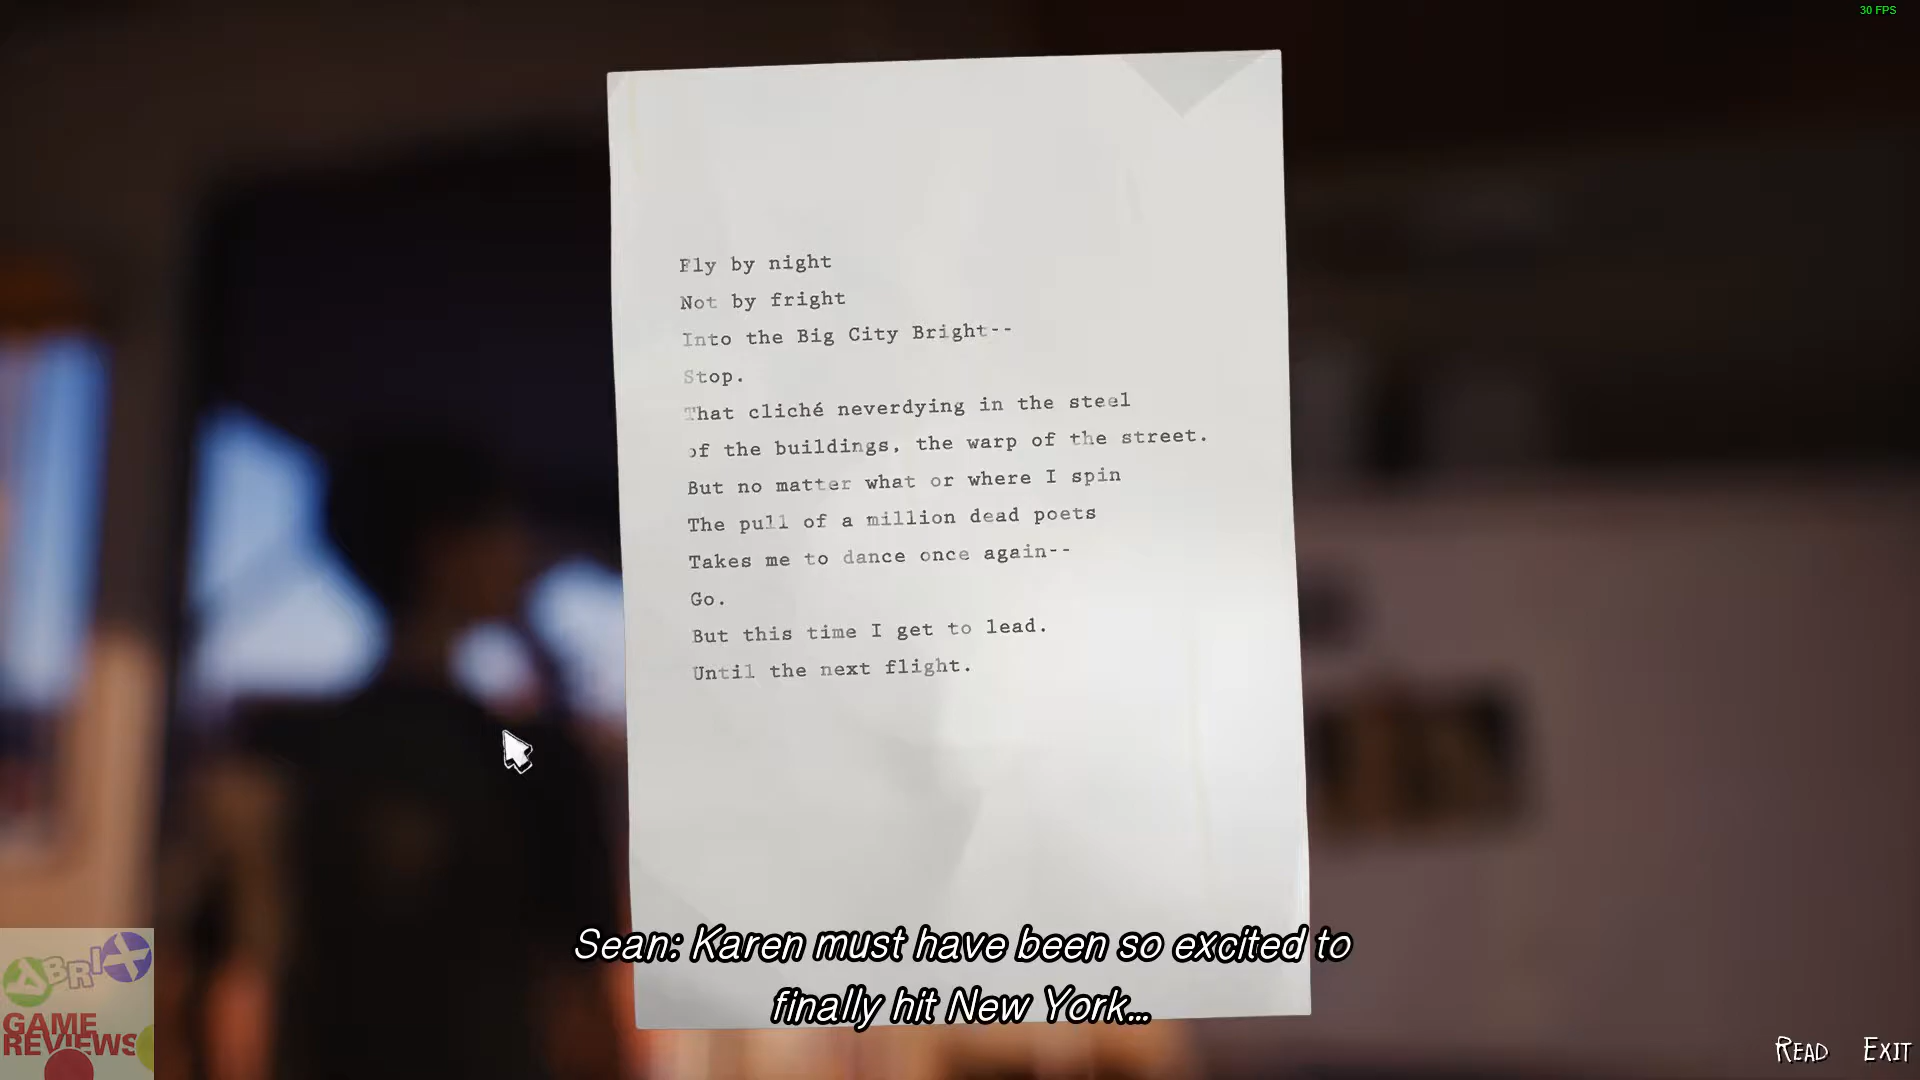 30 FPS
Fly by night
Not by fright
Into the Big City Bright--
Stop.
That cliché neverdying in the steel
of the buildings, the warp of the street.
But no matter what or where I spin
The pull of a million dead poets
Takes me to dance once again--
Go.
But this time I get to lead.
Until the next flight.
Sean: Karen must have been so excited to
finally hit New York...
ABRIX
GAME
REVIEWS
READ EXIT